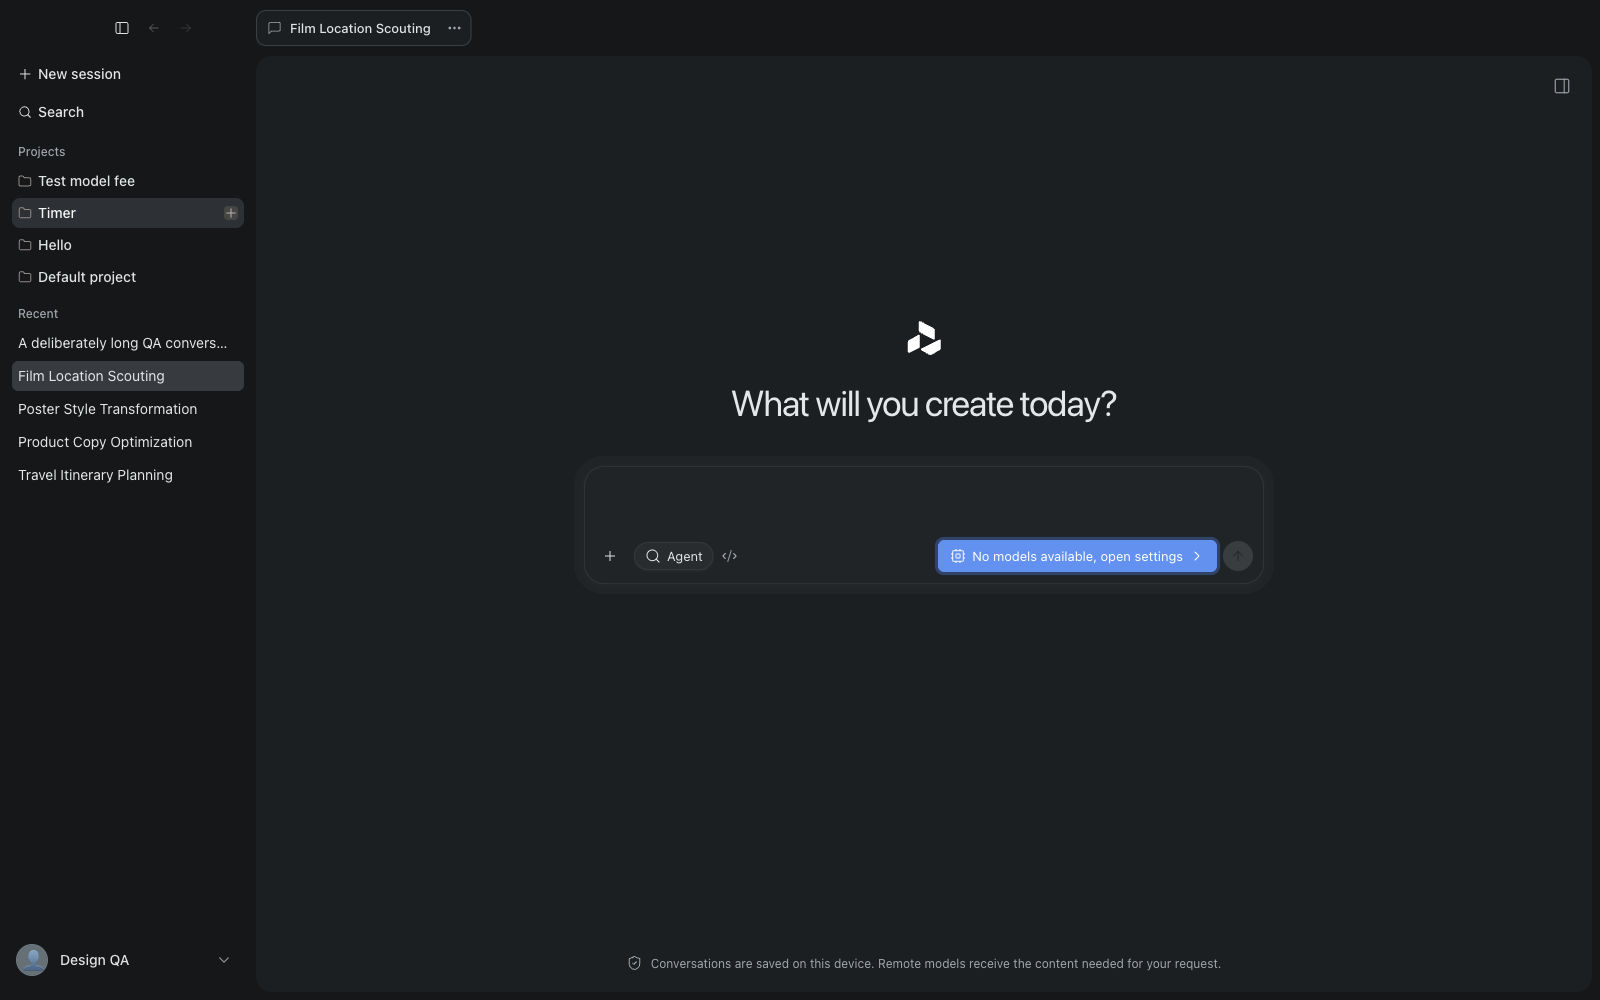 Film Location Scouting
New session
Search
Projects
Test model fee
Timer
Hello
Default project
Recent
A deliberately long QA convers...
Film Location Scouting
Poster Style Transformation
Product Copy Optimization
Travel Itinerary Planning
Design QA
What will you create today?
Agent
No models available, open settings
Conversations are saved on this device. Remote models receive the content needed for your request.